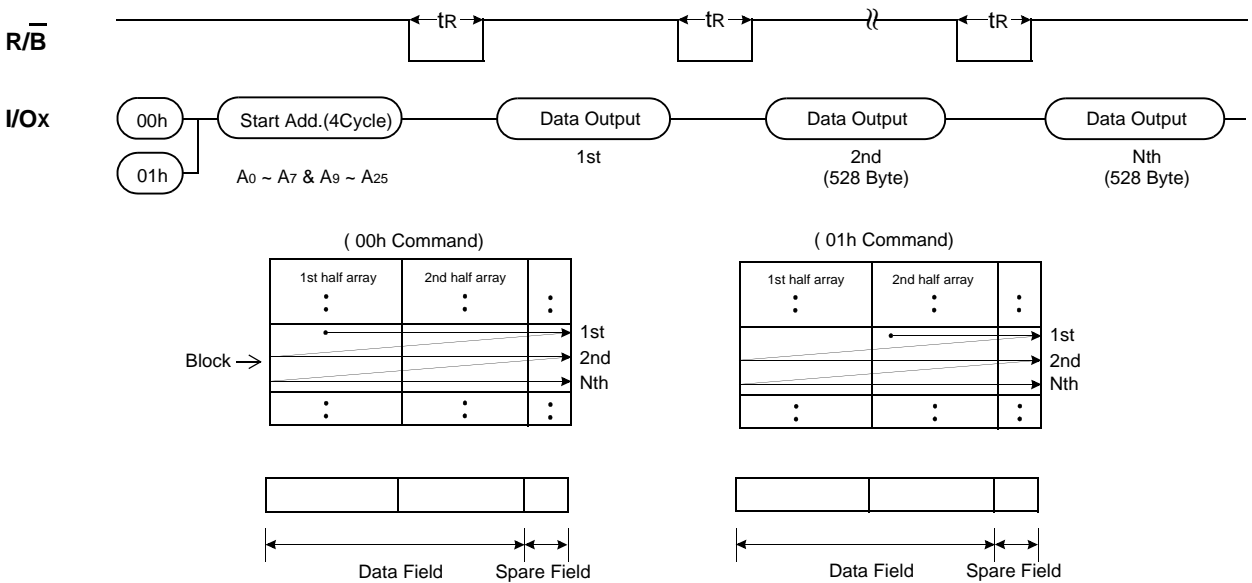 R/B tR tR tR
I/Ox 00h Start Add.(4Cycle) Data Output Data Output Data Output
01h A0 ~ A7 & A9 ~ A25 1st 2nd Nth
(528 Byte) (528 Byte)
( 00h Command) ( 01h Command)
1st half array 2nd half array 1st half array 2nd half array
1st 1st
Block 2nd 2nd
Nth Nth
Data Field Spare Field Data Field Spare Field